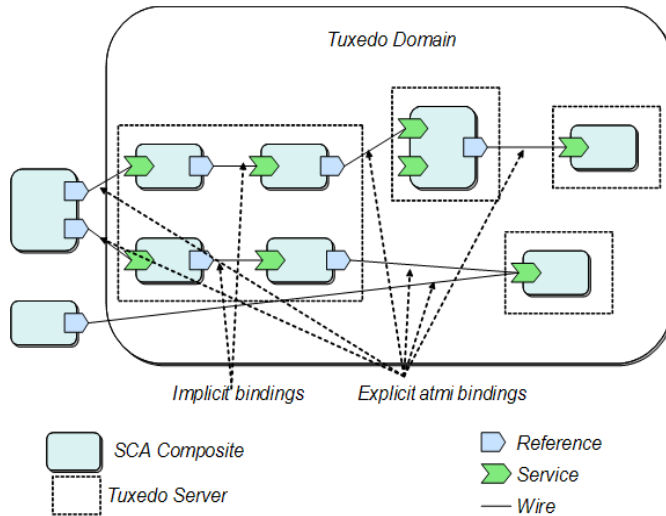 Tuxedo Domain
Implicit bindings
Explicit atmi bindings
SCA Composite
Tuxedo Server
Reference
Service
Wire